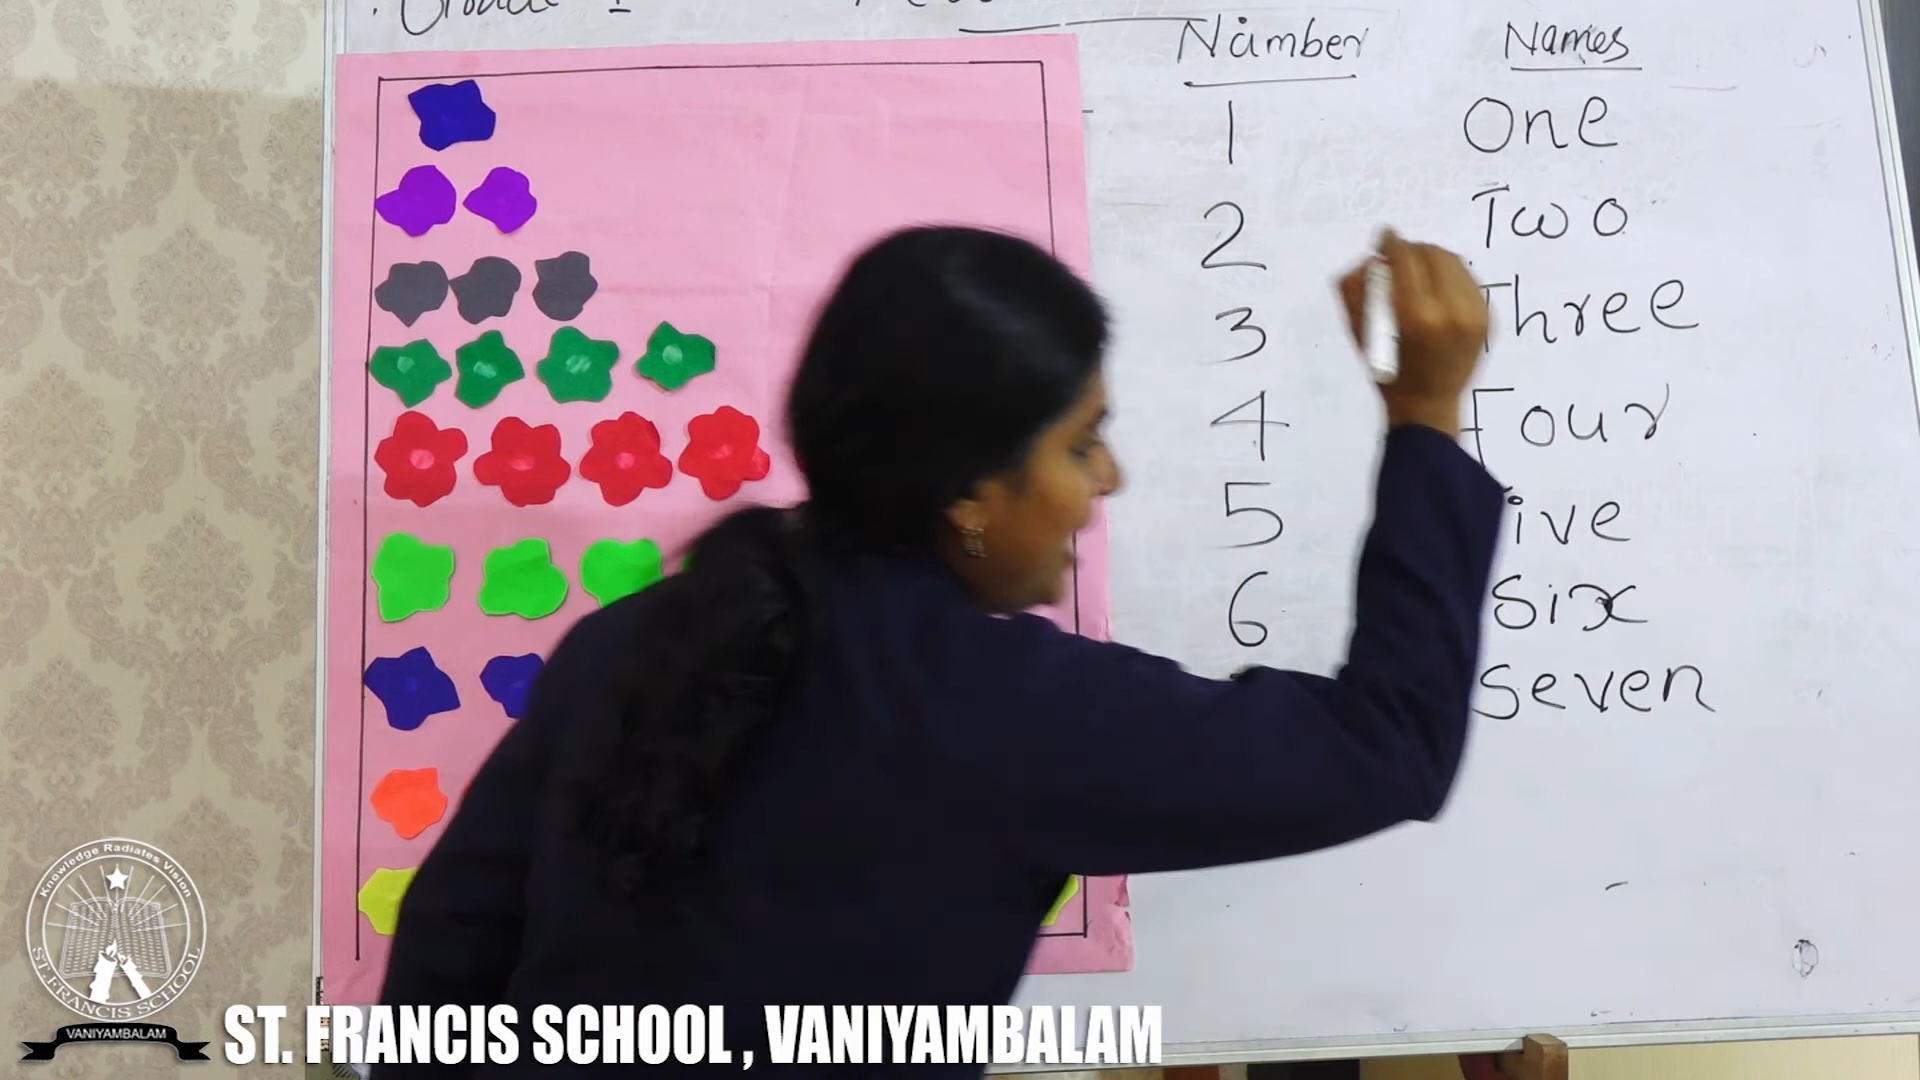 Number Names
1 One
2 Two
3 Three
4 Four
5 ive
6 Six
Seven
Knowledge Radiates Vision
ST. FRANCIS SCHOOL
VANIYAMBALAM
ST. FRANCIS SCHOOL , VANIYAMBALAM